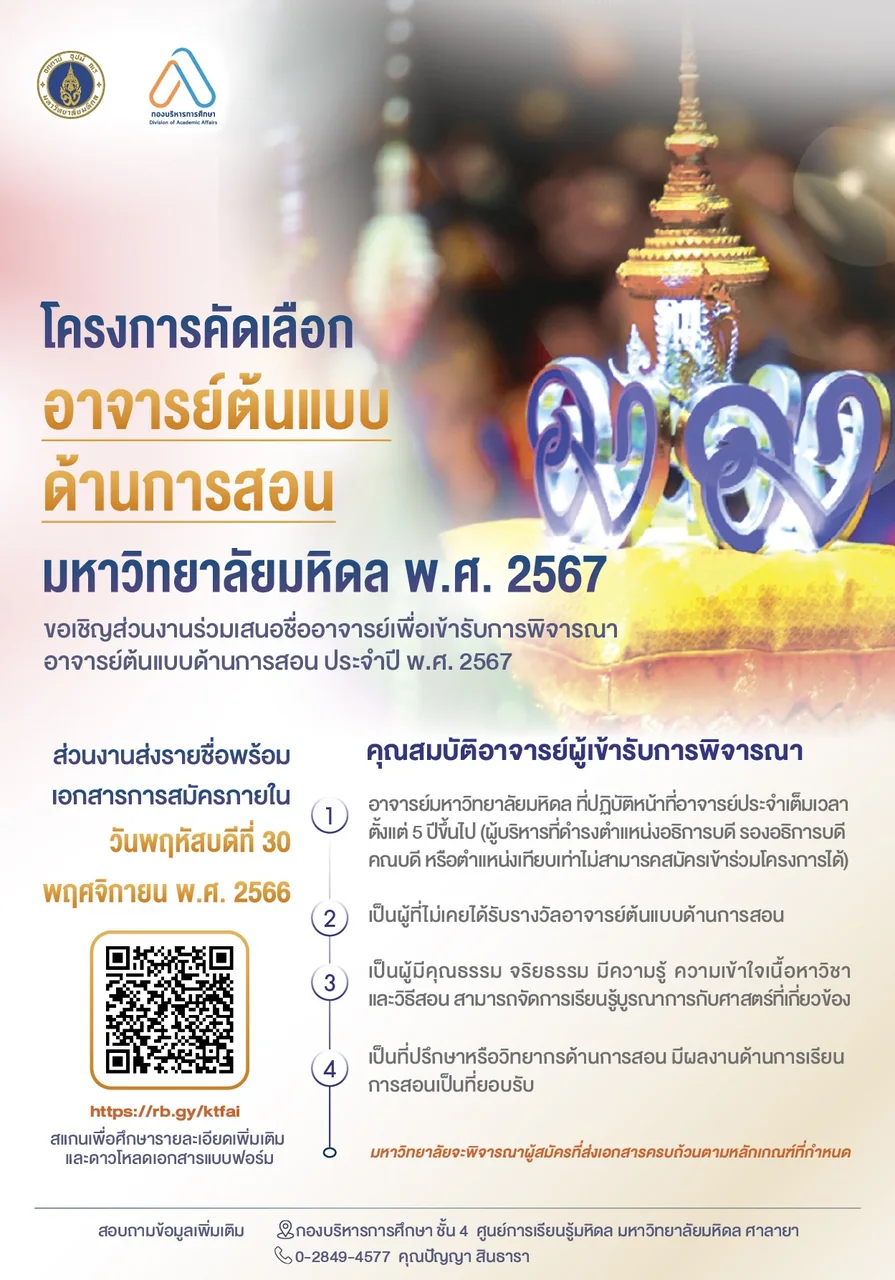 อตฺตานํ อุปมํ กเร
มหาวิทยาลัยมหิดล
กองบริหารการศึกษา
Division of Academic Affairs
โครงการคัดเลือก
อาจารย์ต้นแบบ
ด้านการสอน
มหาวิทยาลัยมหิดล พ.ศ. 2567
ขอเชิญส่วนงานร่วมเสนอชื่ออาจารย์เพื่อเข้ารับการพิจารณา
อาจารย์ต้นแบบด้านการสอน ประจำปี พ.ศ. 2567
ส่วนงานส่งรายชื่อพร้อม
เอกสารการสมัครภายใน
วันพฤหัสบดีที่ 30
พฤศจิกายน พ.ศ. 2566
https://rb.gy/ktfai
สแกนเพื่อศึกษารายละเอียดเพิ่มเติม
และดาวโหลดเอกสารแบบฟอร์ม
คุณสมบัติอาจารย์ผู้เข้ารับการพิจารณา
1 อาจารย์มหาวิทยาลัยมหิดล ที่ปฏิบัติหน้าที่อาจารย์ประจำเต็มเวลา
ตั้งแต่ 5 ปีขึ้นไป (ผู้บริหารที่ดำรงตำแหน่งอธิการบดี รองอธิการบดี
คณบดี หรือตำแหน่งเทียบเท่าไม่สามารคสมัครเข้าร่วมโครงการได้)
2 เป็นผู้ที่ไม่เคยได้รับรางวัลอาจารย์ต้นแบบด้านการสอน
3 เป็นผู้มีคุณธรรม จริยธรรม มีความรู้ ความเข้าใจเนื้อหาวิชา
และวิธีสอน สามารถจัดการเรียนรู้บูรณาการกับศาสตร์ที่เกี่ยวข้อง
4 เป็นที่ปรึกษาหรือวิทยากรด้านการสอน มีผลงานด้านการเรียน
การสอนเป็นที่ยอบรับ
มหาวิทยาลัยจะพิจารณาผู้สมัครที่ส่งเอกสารครบถ้วนตามหลักเกณฑ์ที่กำหนด
สอบถามข้อมูลเพิ่มเติม กองบริหารการศึกษา ชั้น 4 ศูนย์การเรียนรู้มหิดล มหาวิทยาลัยมหิดล ศาลายา
0-2849-4577 คุณปัญญา สินธารา